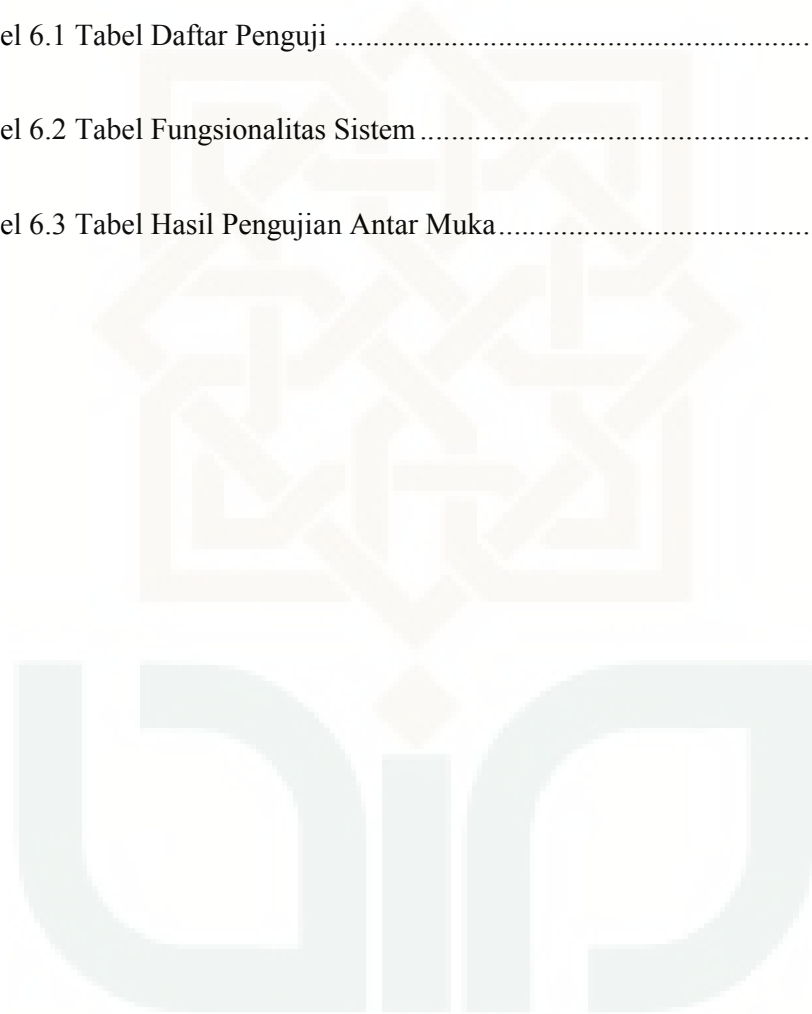 el 6.1 Tabel Daftar Penguji ..............................................................
el 6.2 Tabel Fungsionalitas Sistem ..................................................
el 6.3 Tabel Hasil Pengujian Antar Muka ........................................